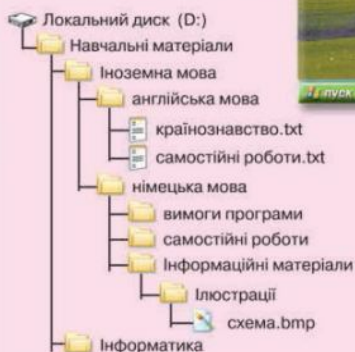 Локальний диск (D:)
Навчальні матеріали
Іноземна мова
англійська мова
країнознавство.txt
самостійні роботи.txt
німецька мова
вимоги програми
самостійні роботи
Інформаційні матеріали
Ілюстрації
схема.bmp
Інформатика
пуск